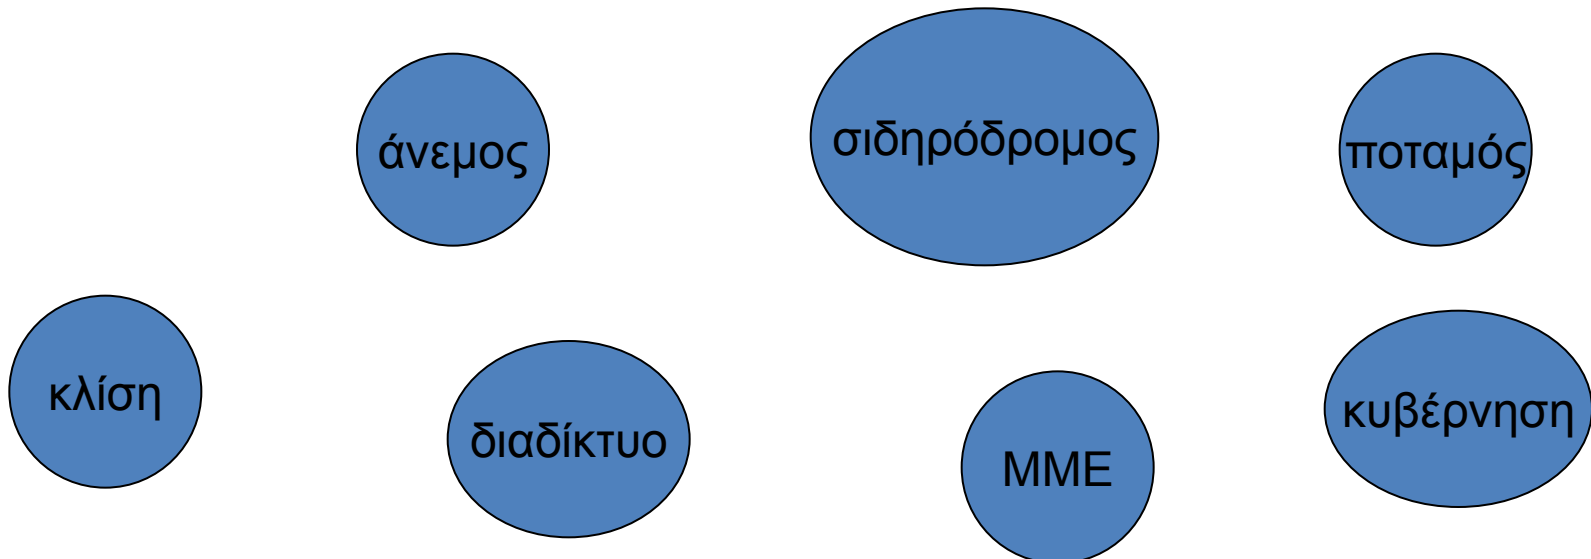 άνεμος
σιδηρόδρομος
ποταμός
κλίση
διαδίκτυο
ΜΜΕ
κυβέρνηση